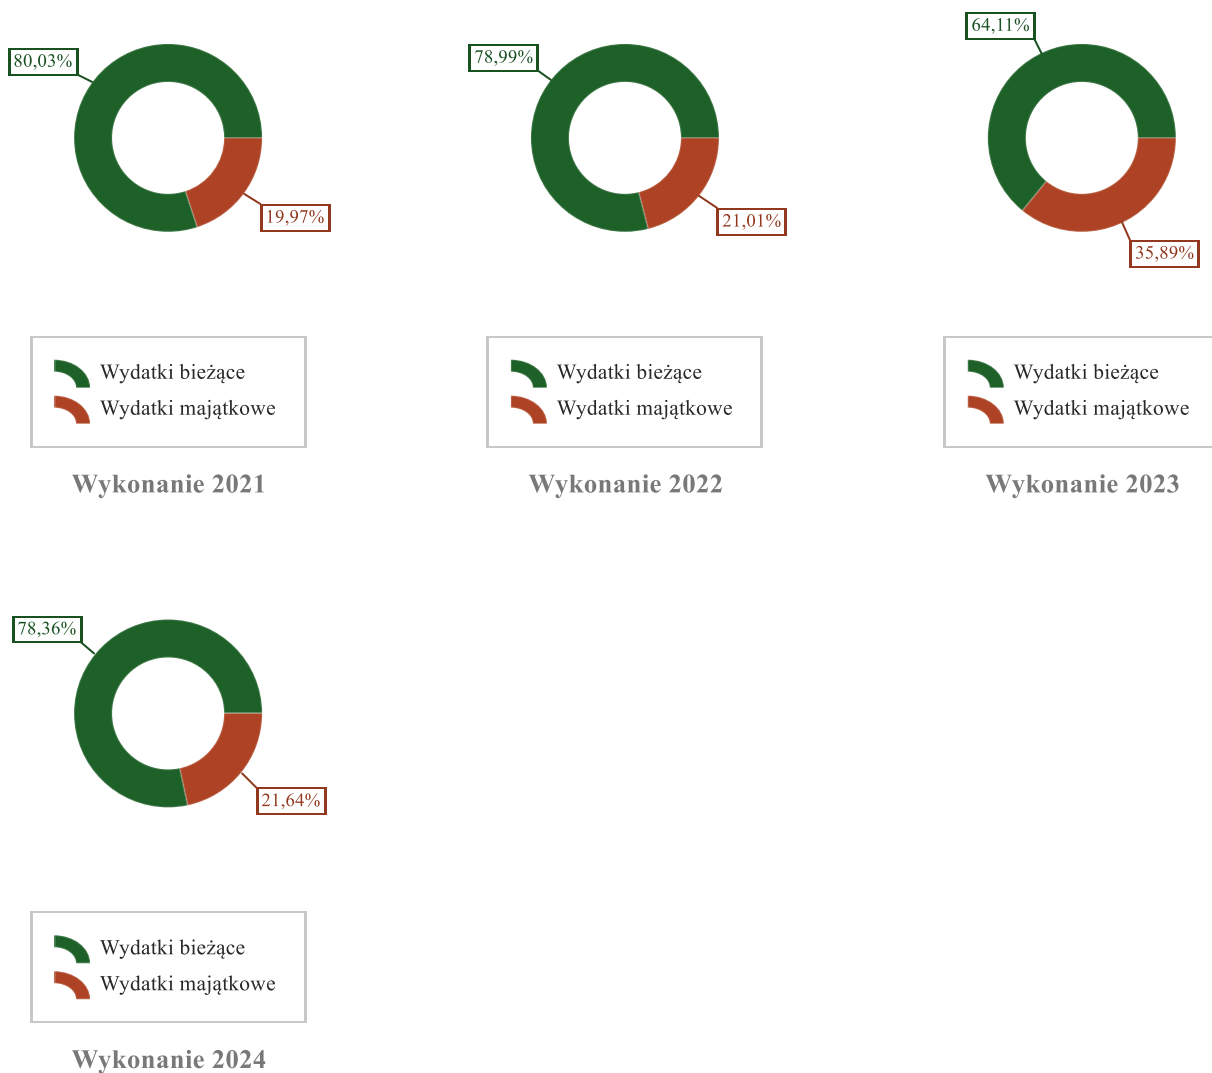 80,03%
19,97%
Wydatki bieżące
Wydatki majątkowe
Wykonanie 2021
78,99%
21,01%
Wydatki bieżące
Wydatki majątkowe
Wykonanie 2022
64,11%
35,89%
Wydatki bieżące
Wydatki majątkowe
Wykonanie 2023
78,36%
21,64%
Wydatki bieżące
Wydatki majątkowe
Wykonanie 2024